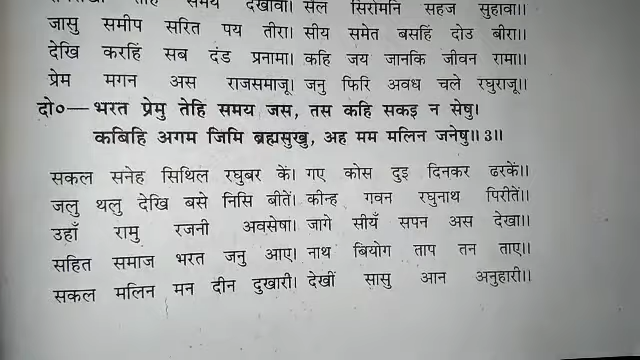 समय देखावा। सैल सिरोमनि सहज सुहावा॥
जासु समीप सरित पय तीरा। सीय समेत बसहिं दोउ बीरा॥
देखि करहिं सब दंड प्रनामा। कहि जय जानकि जीवन रामा॥
प्रेम मगन अस राजसमाजू। जनु फिरि अवध चले रघुराजू॥
दो०— भरत प्रेमु तेहि समय जस, तस कहि सकइ न सेषु।
कबिहि अगम जिमि ब्रह्मसुखु, अह मम मलिन जनेषु॥3॥
सकल सनेह सिथिल रघुबर कें। गए कोस दुइ दिनकर ढरकें॥
जलु थलु देखि बसे निसि बीतें। कीन्ह गवन रघुनाथ पिरीतें॥
उहाँ रामु रजनी अवसेषा। जागे सीयँ सपन अस देखा॥
सहित समाज भरत जनु आए। नाथ बियोग ताप तन ताए॥
सकल मलिन मन दीन दुखारी। देखीं सासु आन अनुहारी॥